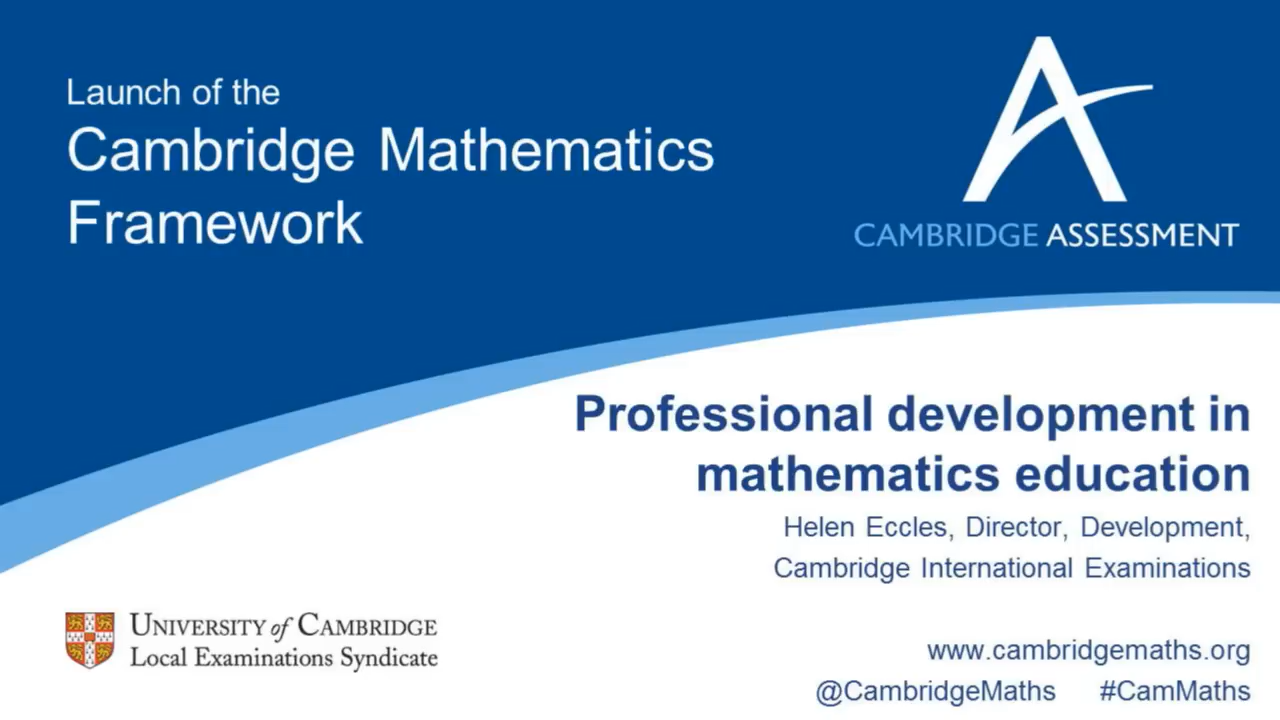 Launch of the
Cambridge Mathematics
Framework
CAMBRIDGE ASSESSMENT
Professional development in
mathematics education
Helen Eccles, Director, Development,
Cambridge International Examinations
UNIVERSITY of CAMBRIDGE
Local Examinations Syndicate
www.cambridgemaths.org
@CambridgeMaths #CamMaths